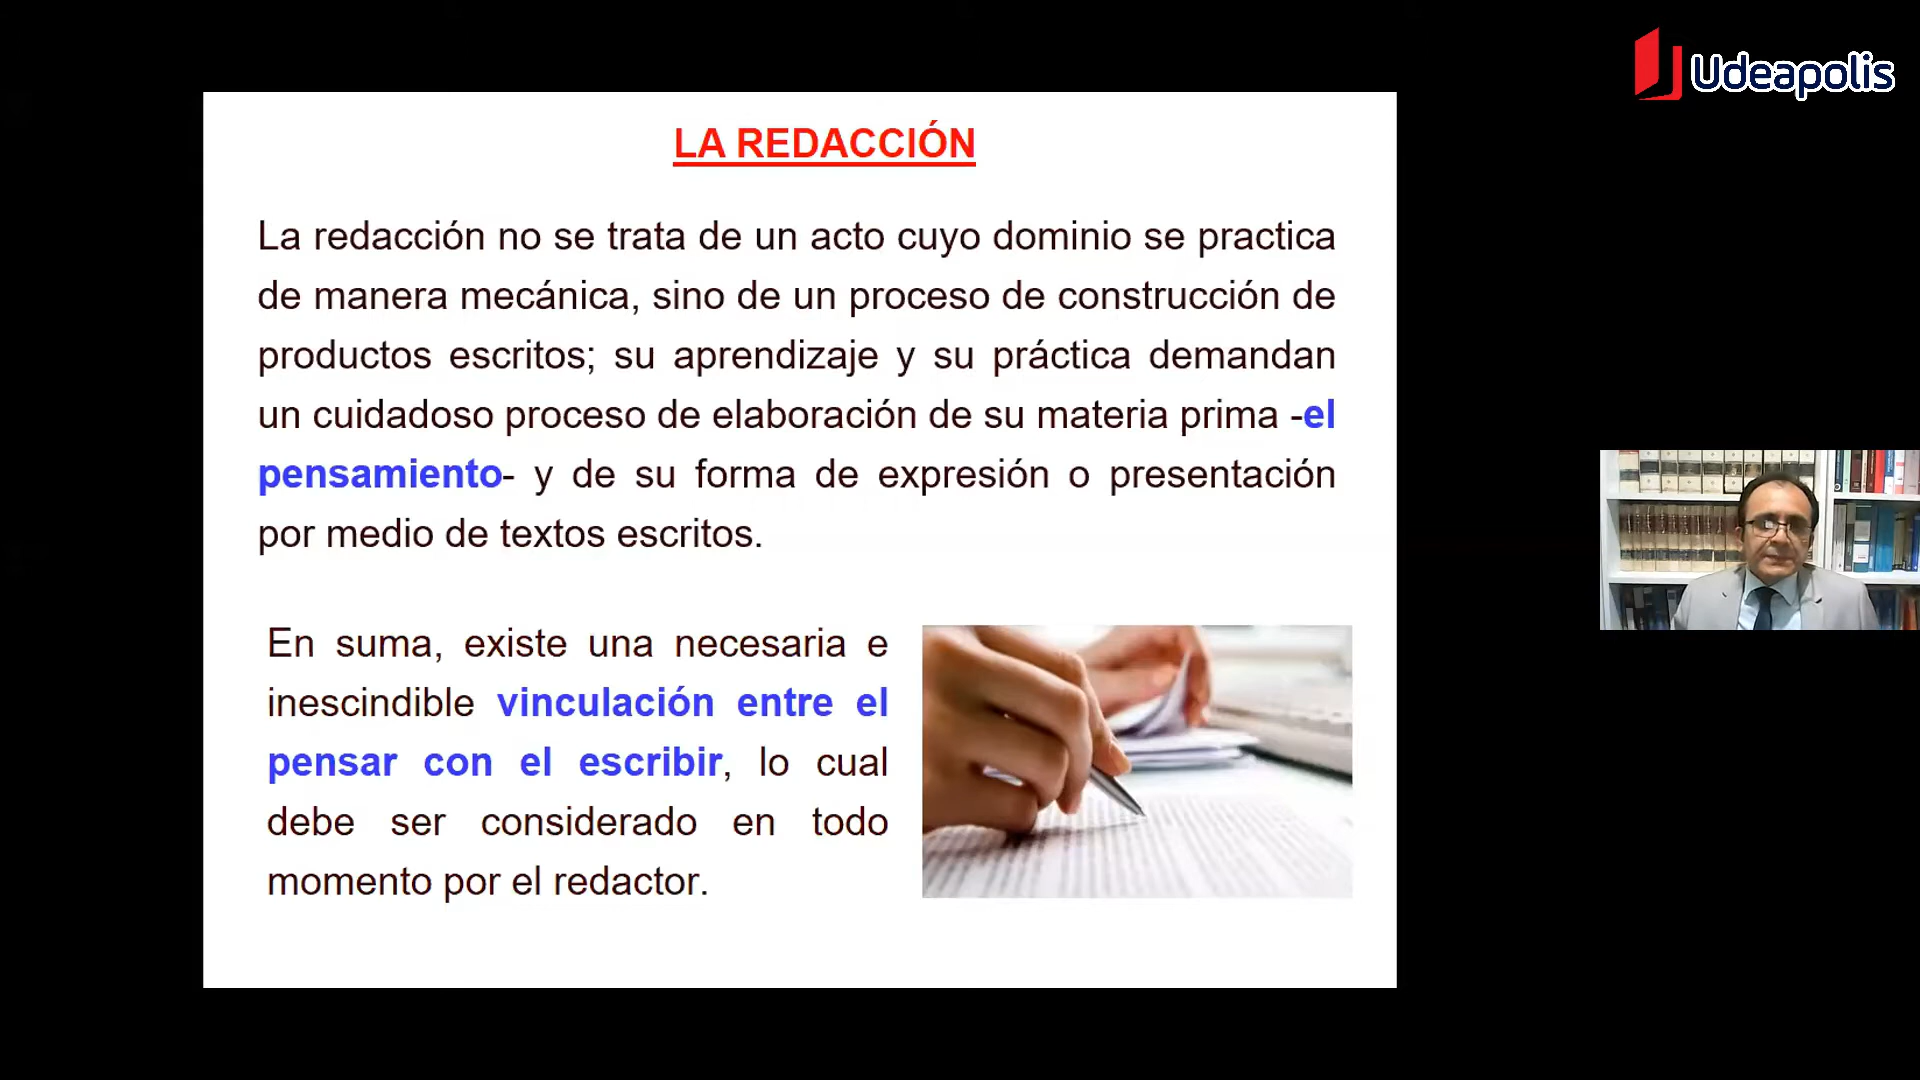 Udeapolis
LA REDACCIÓN
La redacción no se trata de un acto cuyo dominio se practica
de manera mecánica, sino de un proceso de construcción de
productos escritos; su aprendizaje y su práctica demandan
un cuidadoso proceso de elaboración de su materia prima -el
pensamiento- y de su forma de expresión o presentación
por medio de textos escritos.
En suma, existe una necesaria e
inescindible vinculación entre el
pensar con el escribir, lo cual
debe ser considerado en todo
momento por el redactor.